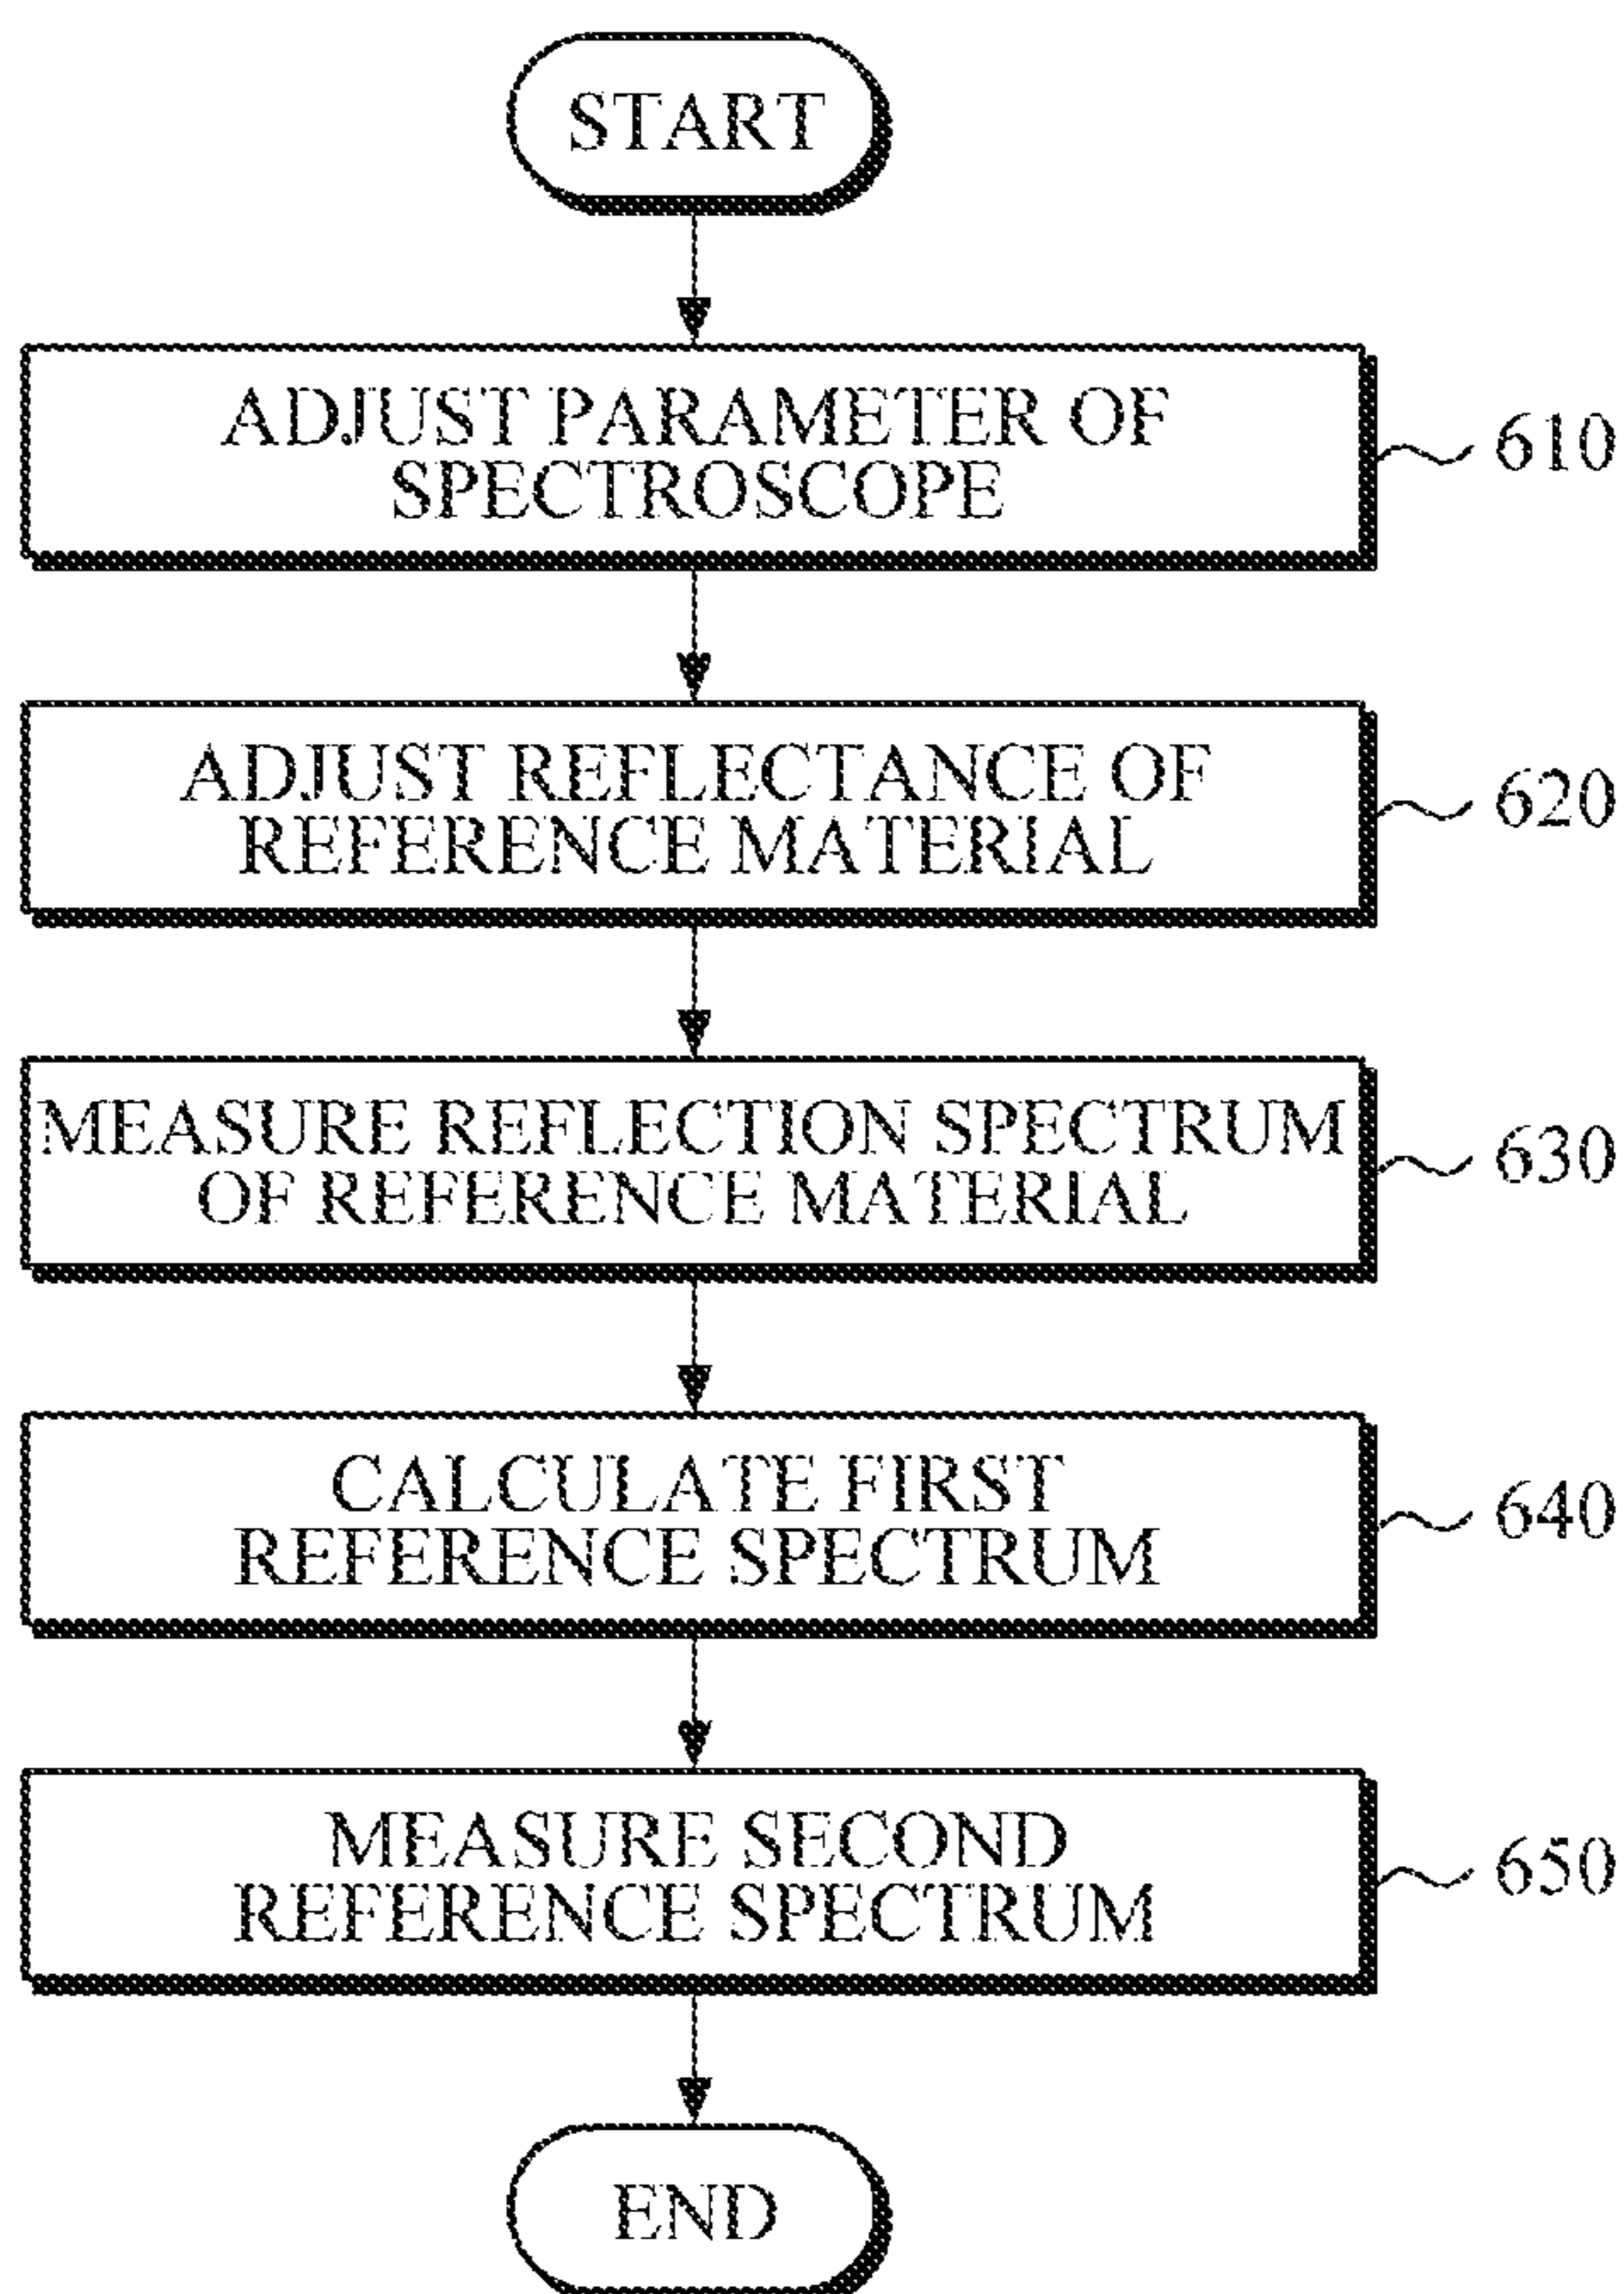 START
ADJUST PARAMETER OF
SPECTROSCOPE
610
ADJUST REFLECTANCE OF
REFERENCE MATERIAL
620
MEASURE REFLECTION SPECTRUM
OF REFERENCE MATERIAL
630
CALCULATE FIRST
REFERENCE SPECTRUM
640
MEASURE SECOND
REFERENCE SPECTRUM
650
END